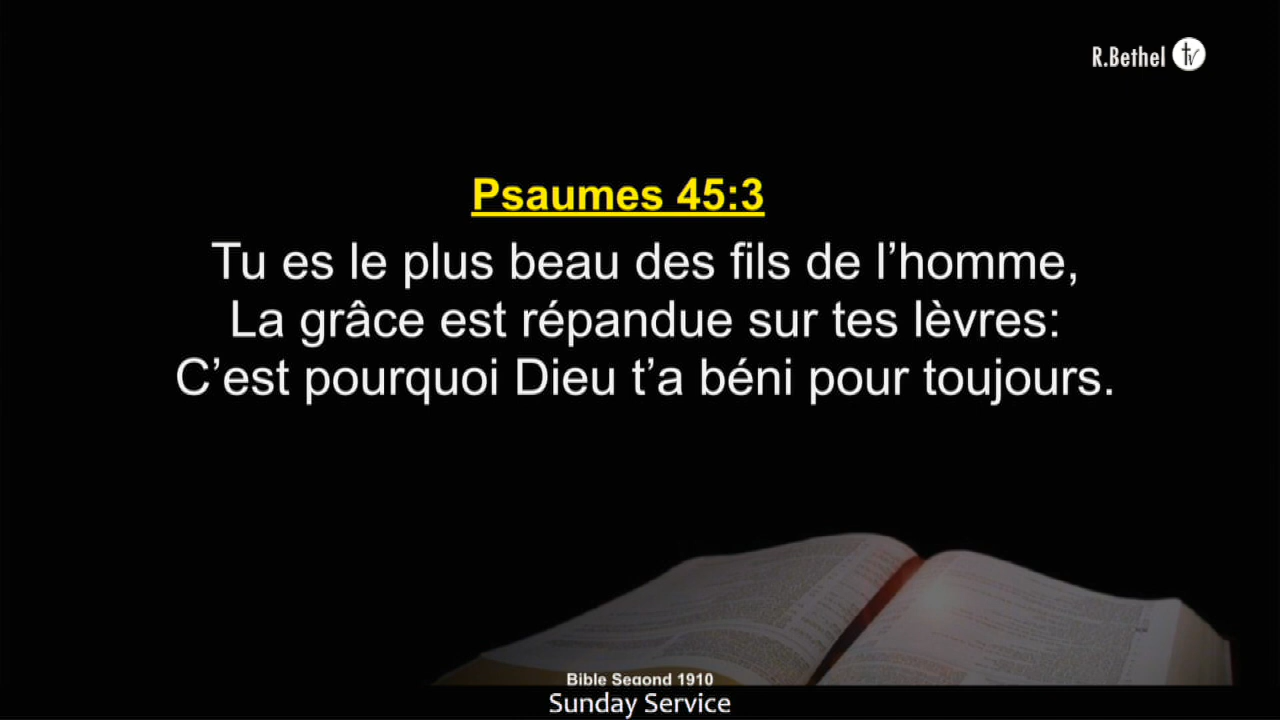 R.Bethel tv
Psaumes 45:3
Tu es le plus beau des fils de l’homme,
La grâce est répandue sur tes lèvres:
C’est pourquoi Dieu t’a béni pour toujours.
Bible Segond 1910
Sunday Service